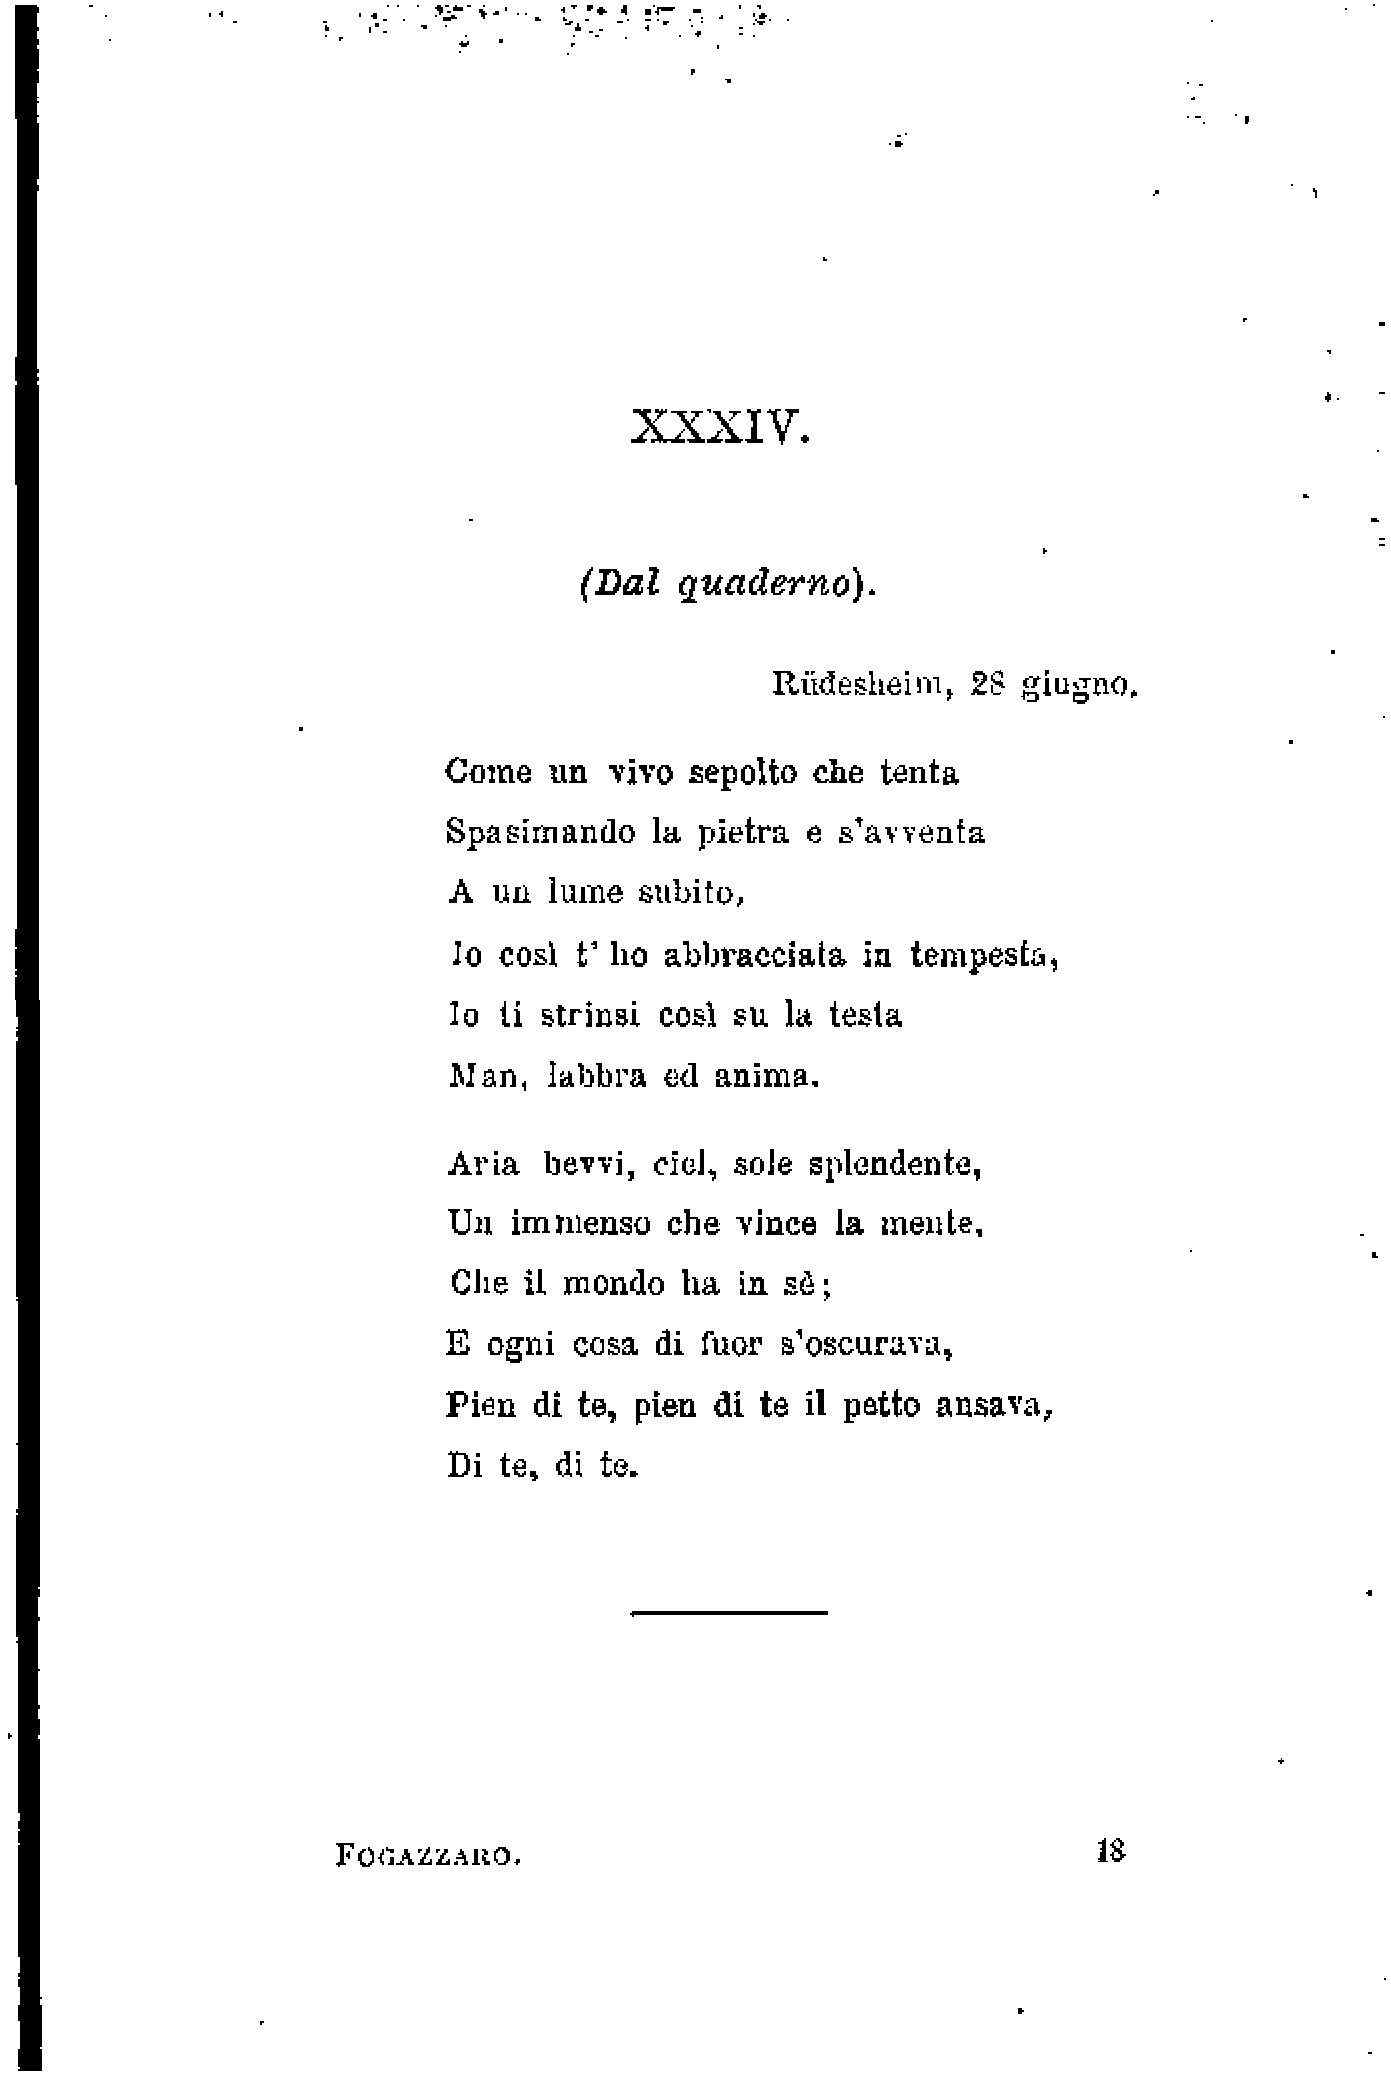 XXXIV.
(Dal quaderno).
Rüdesheim, 28 giugno.
Come un vivo sepolto che tenta
Spasimando la pietra e s'avventa
A un lume subito,
Io così t' ho abbracciata in tempesta,
Io ti strinsi così su la testa
Man, labbra ed anima.
Aria bevvi, ciel, sole splendente,
Un immenso che vince la mente,
Che il mondo ha in sè;
E ogni cosa di fuor s'oscurava,
Pien di te, pien di te il petto ansava,
Di te, di te.
FOGAZZARO. 18